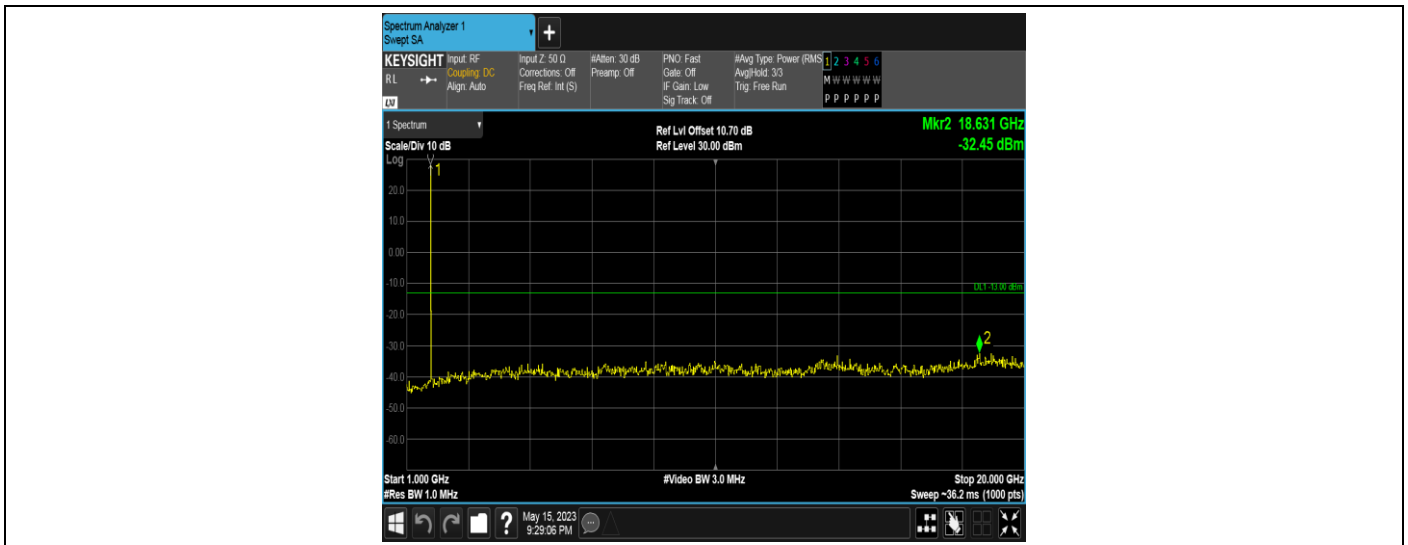 Spectrum Analyzer 1
Swept SA
+
KEYSIGHT
RL
LXI
Input: RF
Coupling: DC
Align: Auto
Input Z: 50 Ω
Corrections: Off
Freq Ref: Int (S)
#Atten: 30 dB
Preamp: Off
PNO: Fast
Gate: Off
IF Gain: Low
Sig Track: Off
#Avg Type: Power (RMS
Avg|Hold: 3/3
Trig: Free Run
1 2 3 4 5 6
M W W W W W
P P P P P P
1 Spectrum
Scale/Div 10 dB
Ref Lvl Offset 10.70 dB
Ref Level 30.00 dBm
Mkr2 18.631 GHz
-32.45 dBm
Log
1
20.0
10.0
0.00
-10.0
DL1 -13.00 dBm
-20.0
-30.0
2
-40.0
-50.0
-60.0
Start 1.000 GHz
#Res BW 1.0 MHz
#Video BW 3.0 MHz
Stop 20.000 GHz
Sweep ~36.2 ms (1000 pts)
?
May 15, 2023
9:29:06 PM